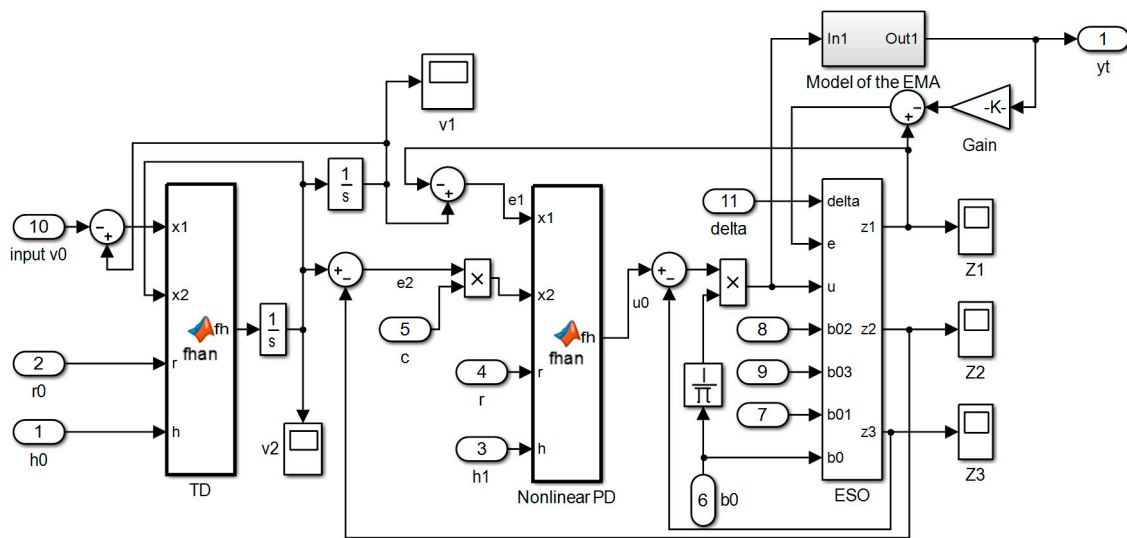 In1
Out1
1
yt
Model of the EMA
-K-
Gain
v1
1
s
10
input v0
x1
x2
fh
fhan
r
h
TD
2
r0
1
h0
1
s
v2
e1
e2
5
c
×
x1
x2
fh
fhan
r
h
Nonlinear PD
4
r
3
h1
u0
×
11
delta
8
9
7
6
b0
delta
e
u
b02
b03
b01
b0
z1
z2
z3
ESO
Z1
Z2
Z3